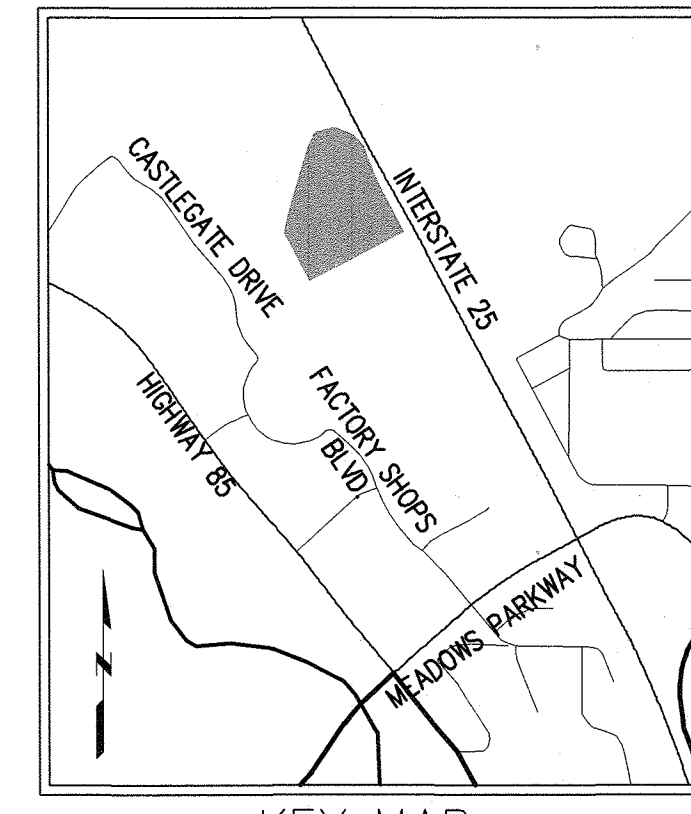 CASTLEGATE DRIVE
INTERSTATE 25
HIGHWAY 85
FACTORY SHOPS
BLVD
MEADOWS PARKWAY
N
KEY MAP